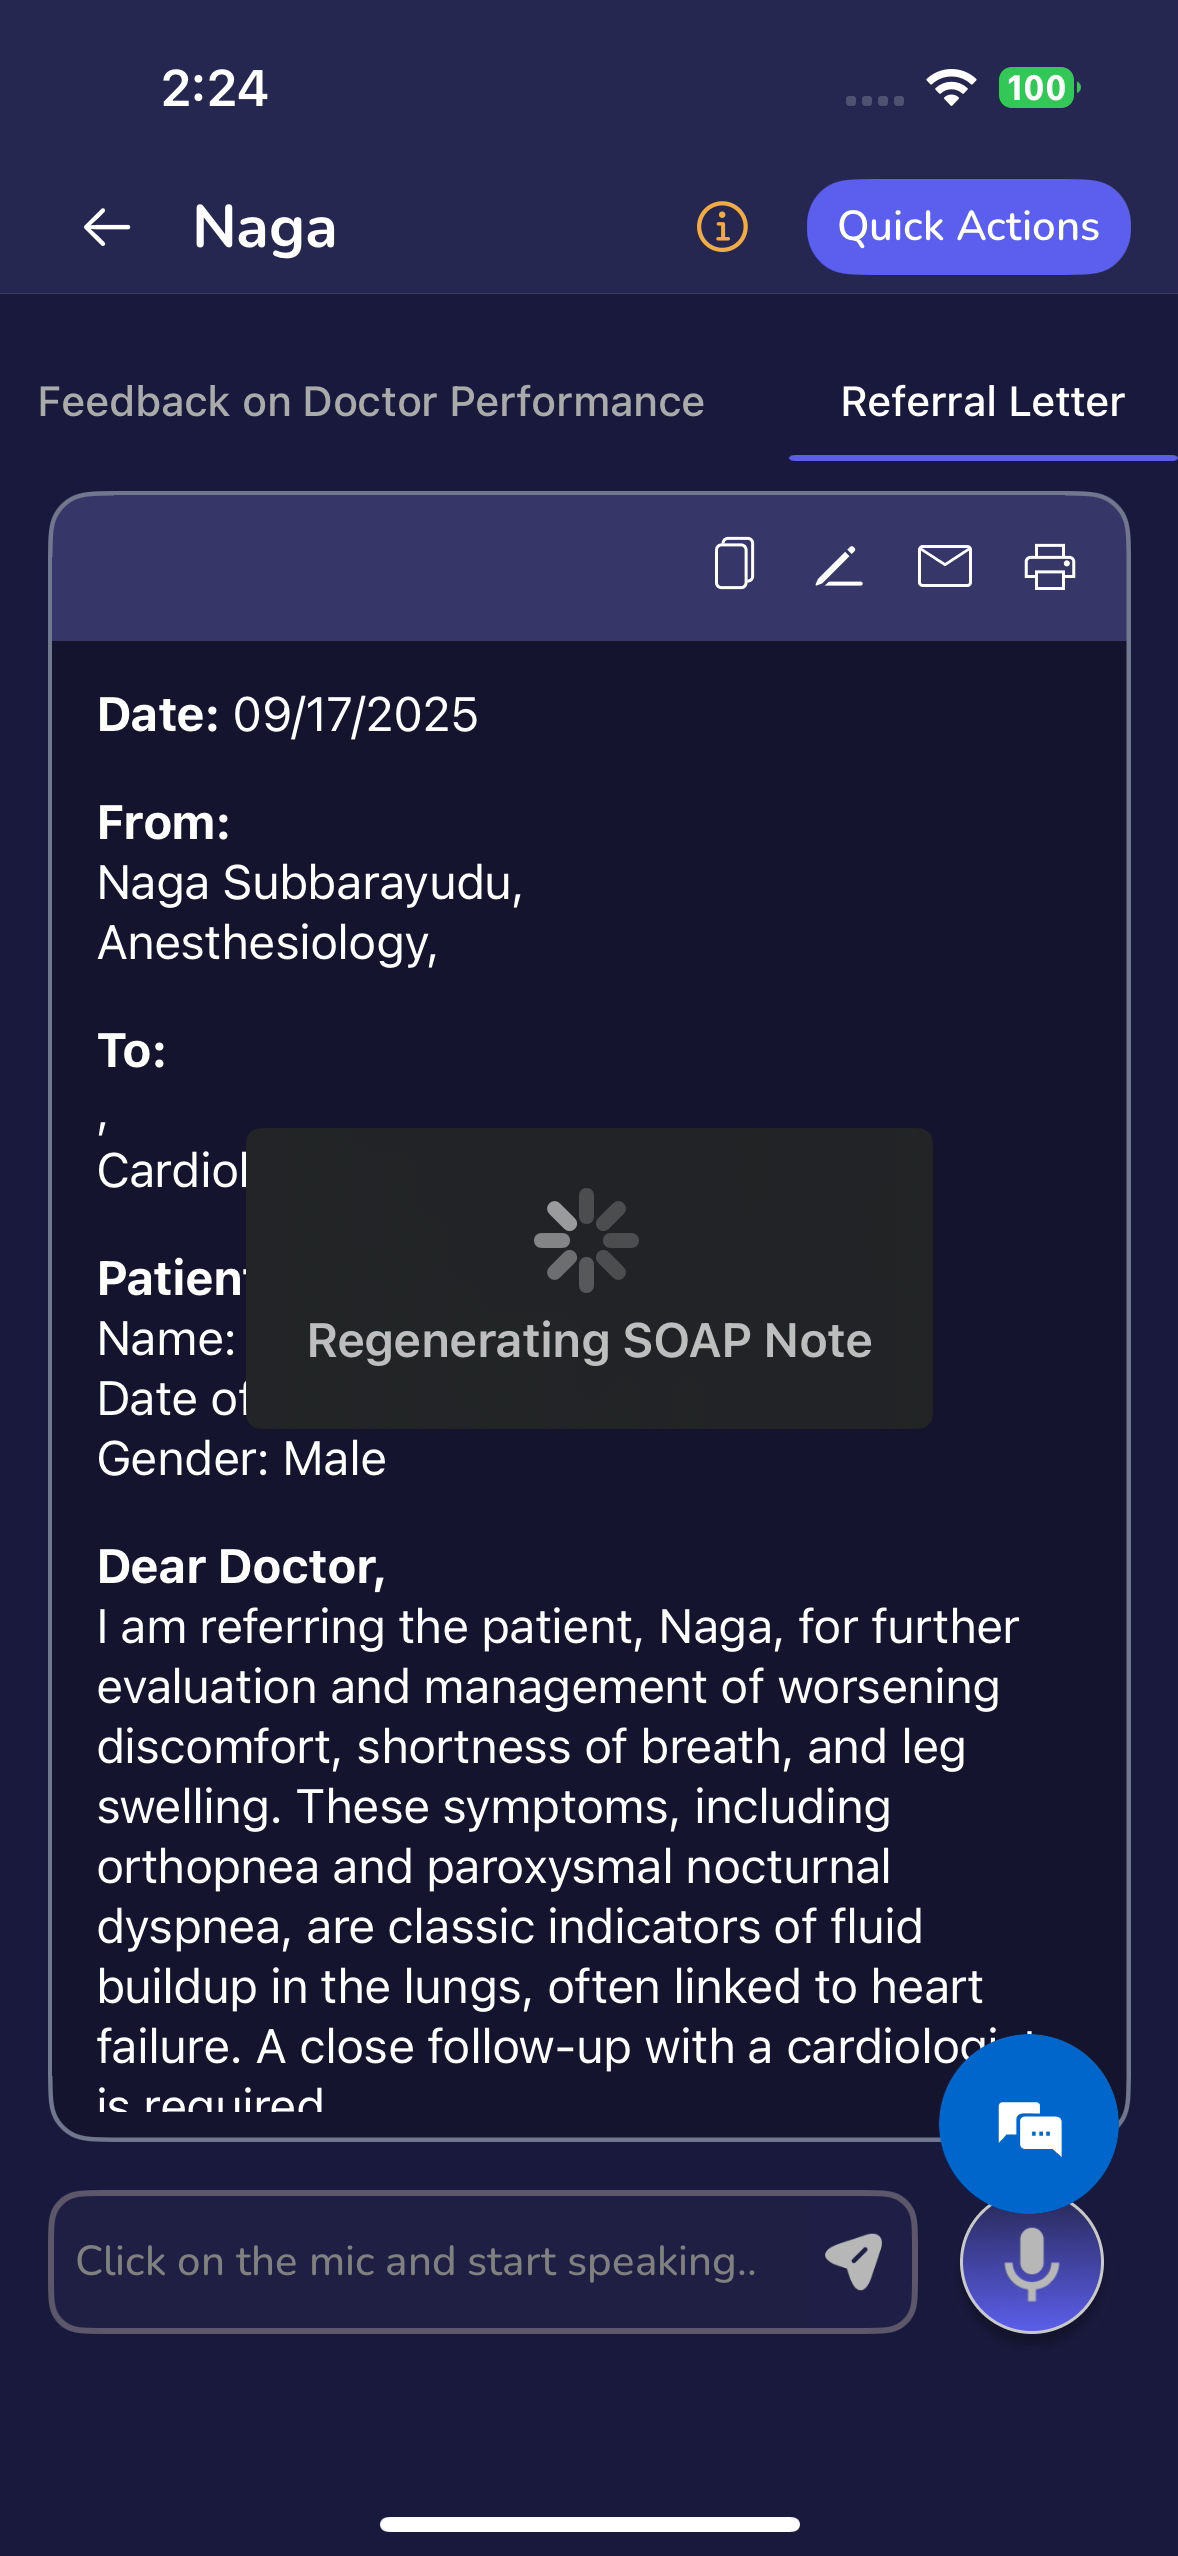 2:24
100
Naga
Quick Actions
Feedback on Doctor Performance
Referral Letter
Date: 09/17/2025
From:
Naga Subbarayudu,
Anesthesiology,
To:
,
Patient
Name:
Date of
Regenerating SOAP Note
Gender: Male
Dear Doctor,
I am referring the patient, Naga, for further
evaluation and management of worsening
discomfort, shortness of breath, and leg
swelling. These symptoms, including
orthopnea and paroxysmal nocturnal
dyspnea, are classic indicators of fluid
buildup in the lungs, often linked to heart
failure. A close follow-up with a cardiologist
is required
Click on the mic and start speaking..